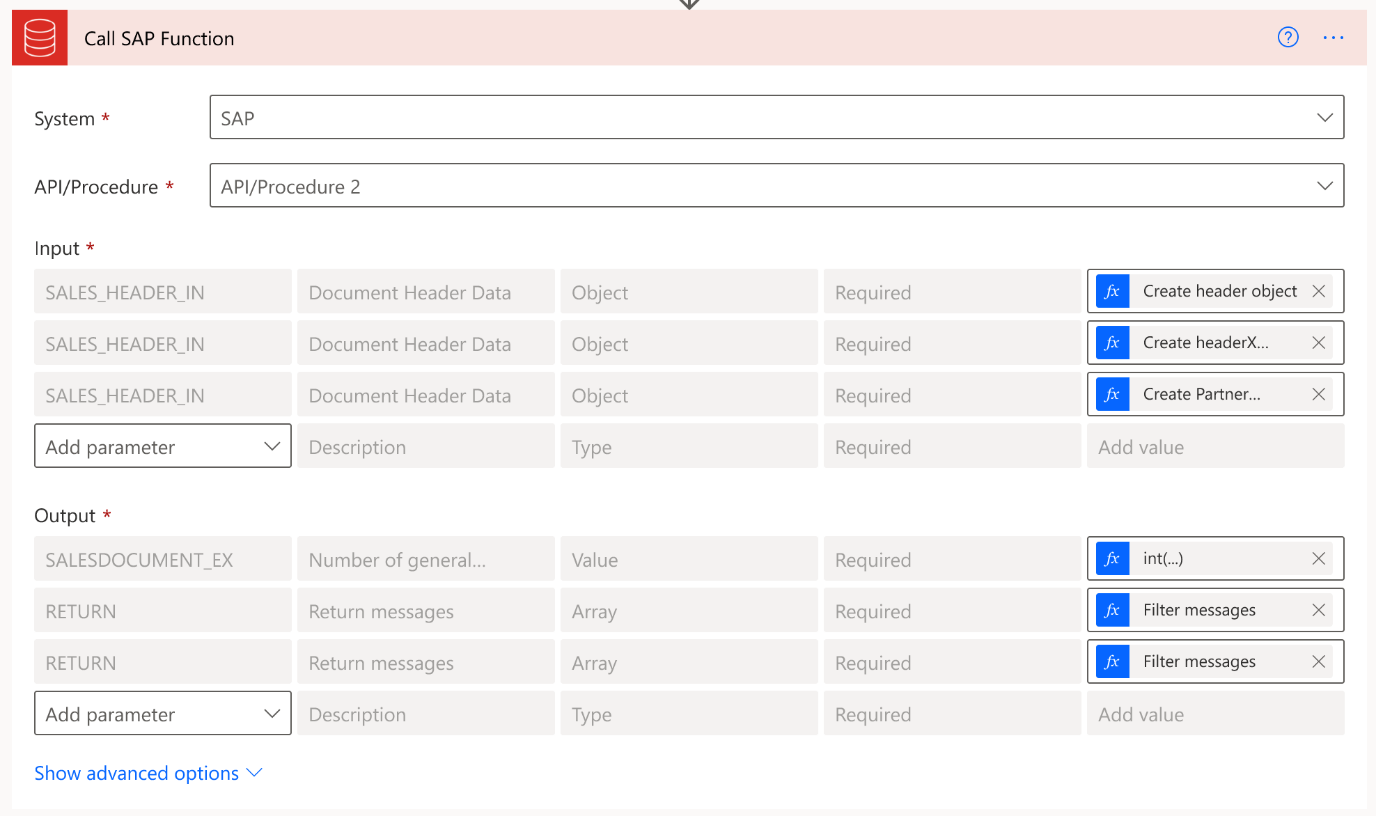 Call SAP Function
?
System *
SAP
API/Procedure *
API/Procedure 2
Input *
SALES_HEADER_IN Document Header Data Object Required fx Create header object
SALES_HEADER_IN Document Header Data Object Required fx Create headerX...
SALES_HEADER_IN Document Header Data Object Required fx Create Partner...
Add parameter Description Type Required Add value
Output *
SALESDOCUMENT_EX Number of general... Value Required fx int(...)
RETURN Return messages Array Required fx Filter messages
RETURN Return messages Array Required fx Filter messages
Add parameter Description Type Required Add value
Show advanced options